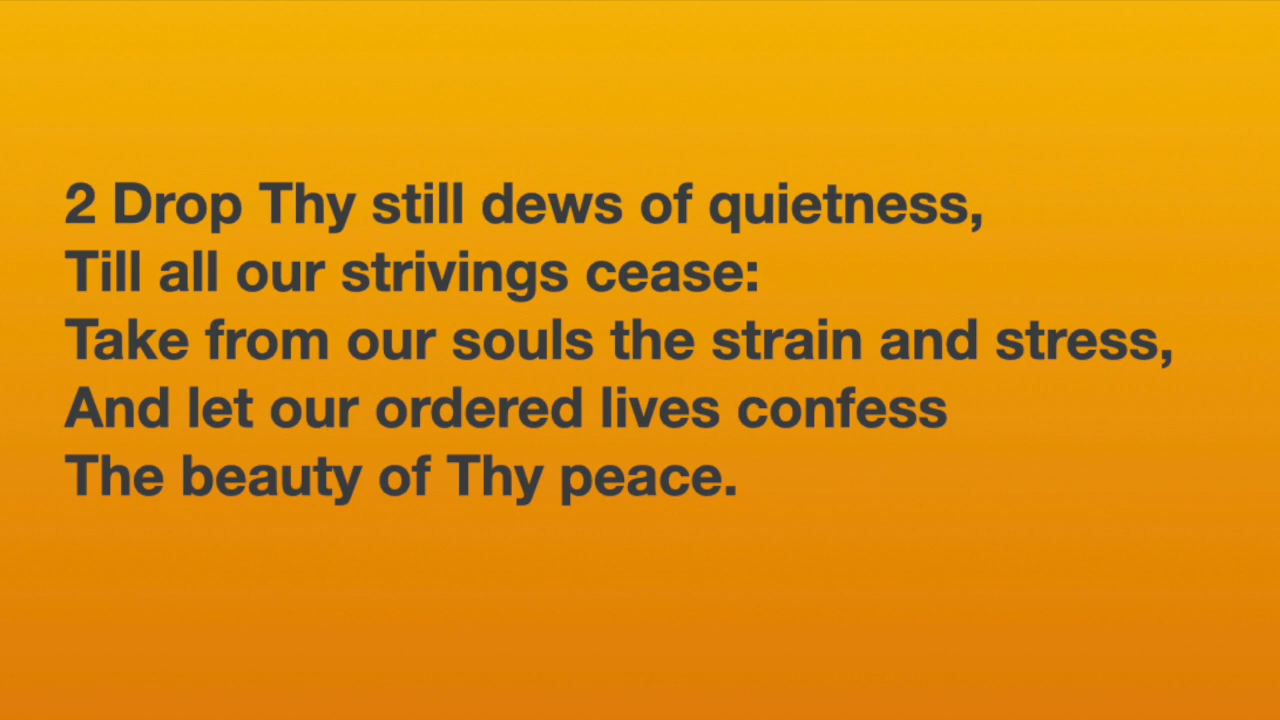 2 Drop Thy still dews of quietness,
Till all our strivings cease:
Take from our souls the strain and stress,
And let our ordered lives confess
The beauty of Thy peace.